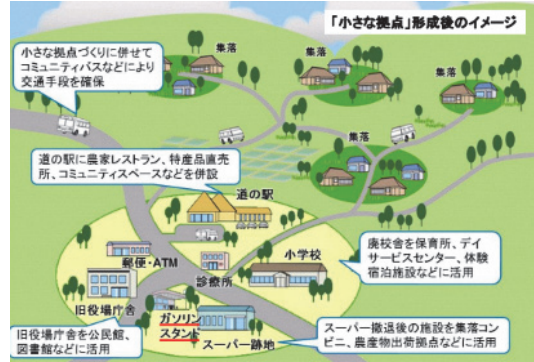 「小さな拠点」形成後のイメージ
小さな拠点づくりに併せて
コミュニティバスなどにより
交通手段を確保
集落
集落
集落
集落
道の駅に農家レストラン、特産品直売
所、コミュニティスペースなどを併設
道の駅
郵便・ATM
診療所
小学校
廃校舎を保育所、デイ
サービスセンター、体験
宿泊施設などに活用
旧役場庁舎
ガソリン
スタンド
スーパー跡地
旧役場庁舎を公民館、
図書館などに活用
スーパー撤退後の施設を集落コン
ビニ、農産物出荷拠点などに活用